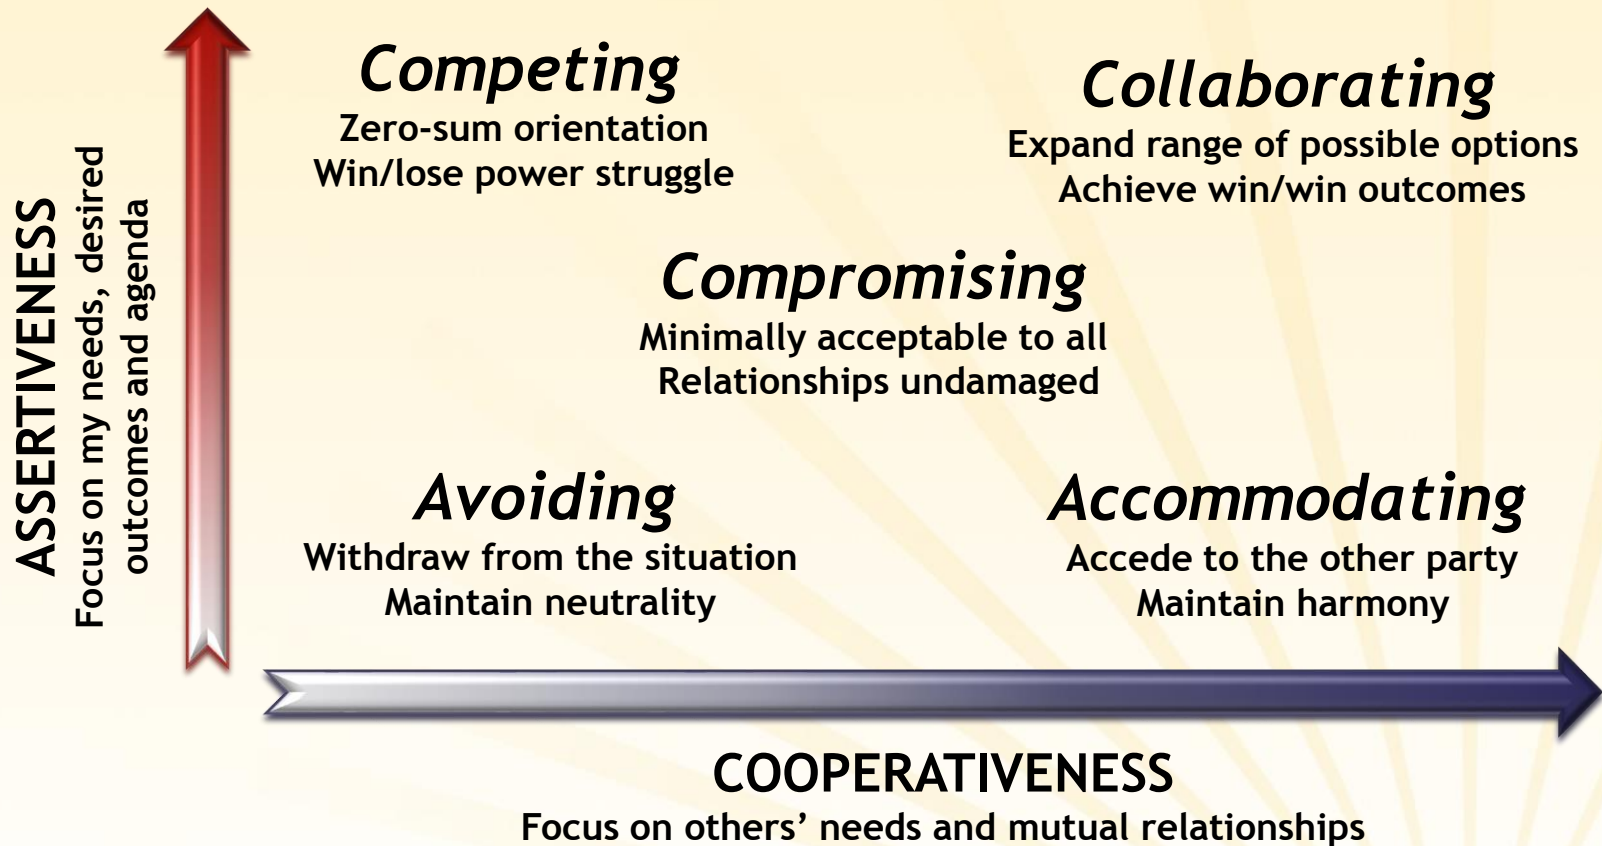 ASSERTIVENESS
Focus on my needs, desired
outcomes and agenda
Competing
Zero-sum orientation
Win/lose power struggle
Collaborating
Expand range of possible options
Achieve win/win outcomes
Compromising
Minimally acceptable to all
Relationships undamaged
Avoiding
Withdraw from the situation
Maintain neutrality
Accommodating
Accede to the other party
Maintain harmony
COOPERATIVENESS
Focus on others’ needs and mutual relationships